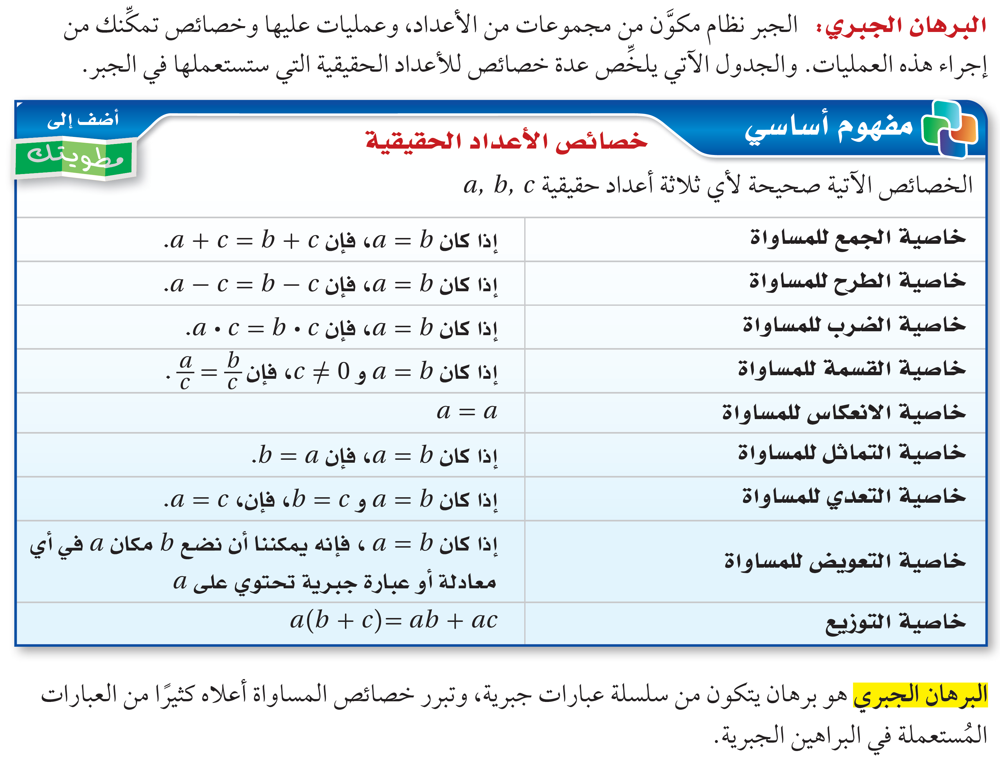 البرهان الجبري: الجبر نظام مكوَّن من مجموعات من الأعداد، وعمليات عليها وخصائص تمكِّنك من
إجراء هذه العمليات. والجدول الآتي يلخِّص عدة خصائص للأعداد الحقيقية التي ستستعملها في الجبر.
مفهوم أساسي
خصائص الأعداد الحقيقية
أضف إلى
مطويتك
الخصائص الآتية صحيحة لأي ثلاثة أعداد حقيقية a, b, c
خاصية الجمع للمساواة إذا كان a = b، فإن a + c = b + c.
خاصية الطرح للمساواة إذا كان a = b، فإن a − c = b − c.
خاصية الضرب للمساواة إذا كان a = b، فإن a • c = b • c.
خاصية القسمة للمساواة إذا كان a = b و c ≠ 0، فإن a/c = b/c.
خاصية الانعكاس للمساواة a = a
خاصية التماثل للمساواة إذا كان a = b، فإن b = a.
خاصية التعدي للمساواة إذا كان a = b و b = c، فإن، a = c.
خاصية التعويض للمساواة إذا كان a = b ، فإنه يمكننا أن نضع b مكان a في أي
معادلة أو عبارة جبرية تحتوي على a
خاصية التوزيع a(b + c)= ab + ac
البرهان الجبري هو برهان يتكون من سلسلة عبارات جبرية، وتبرر خصائص المساواة أعلاه كثيرًا من العبارات
المُستعملة في البراهين الجبرية.